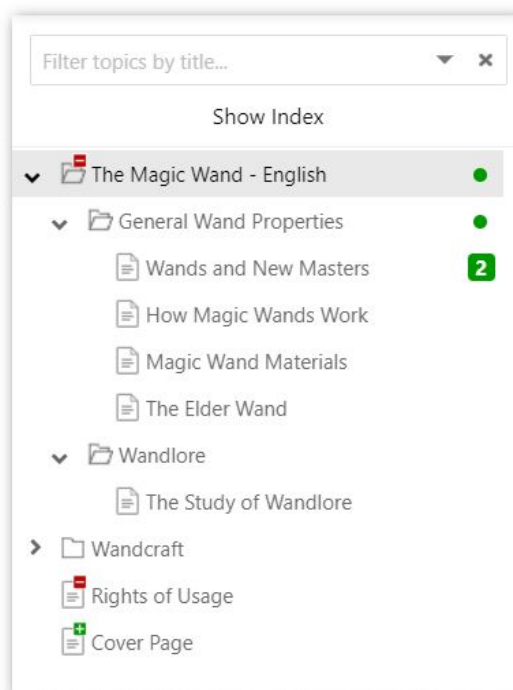 Filter topics by title...
Show Index
The Magic Wand - English
General Wand Properties
Wands and New Masters 2
How Magic Wands Work
Magic Wand Materials
The Elder Wand
Wandlore
The Study of Wandlore
Wandcraft
Rights of Usage
Cover Page